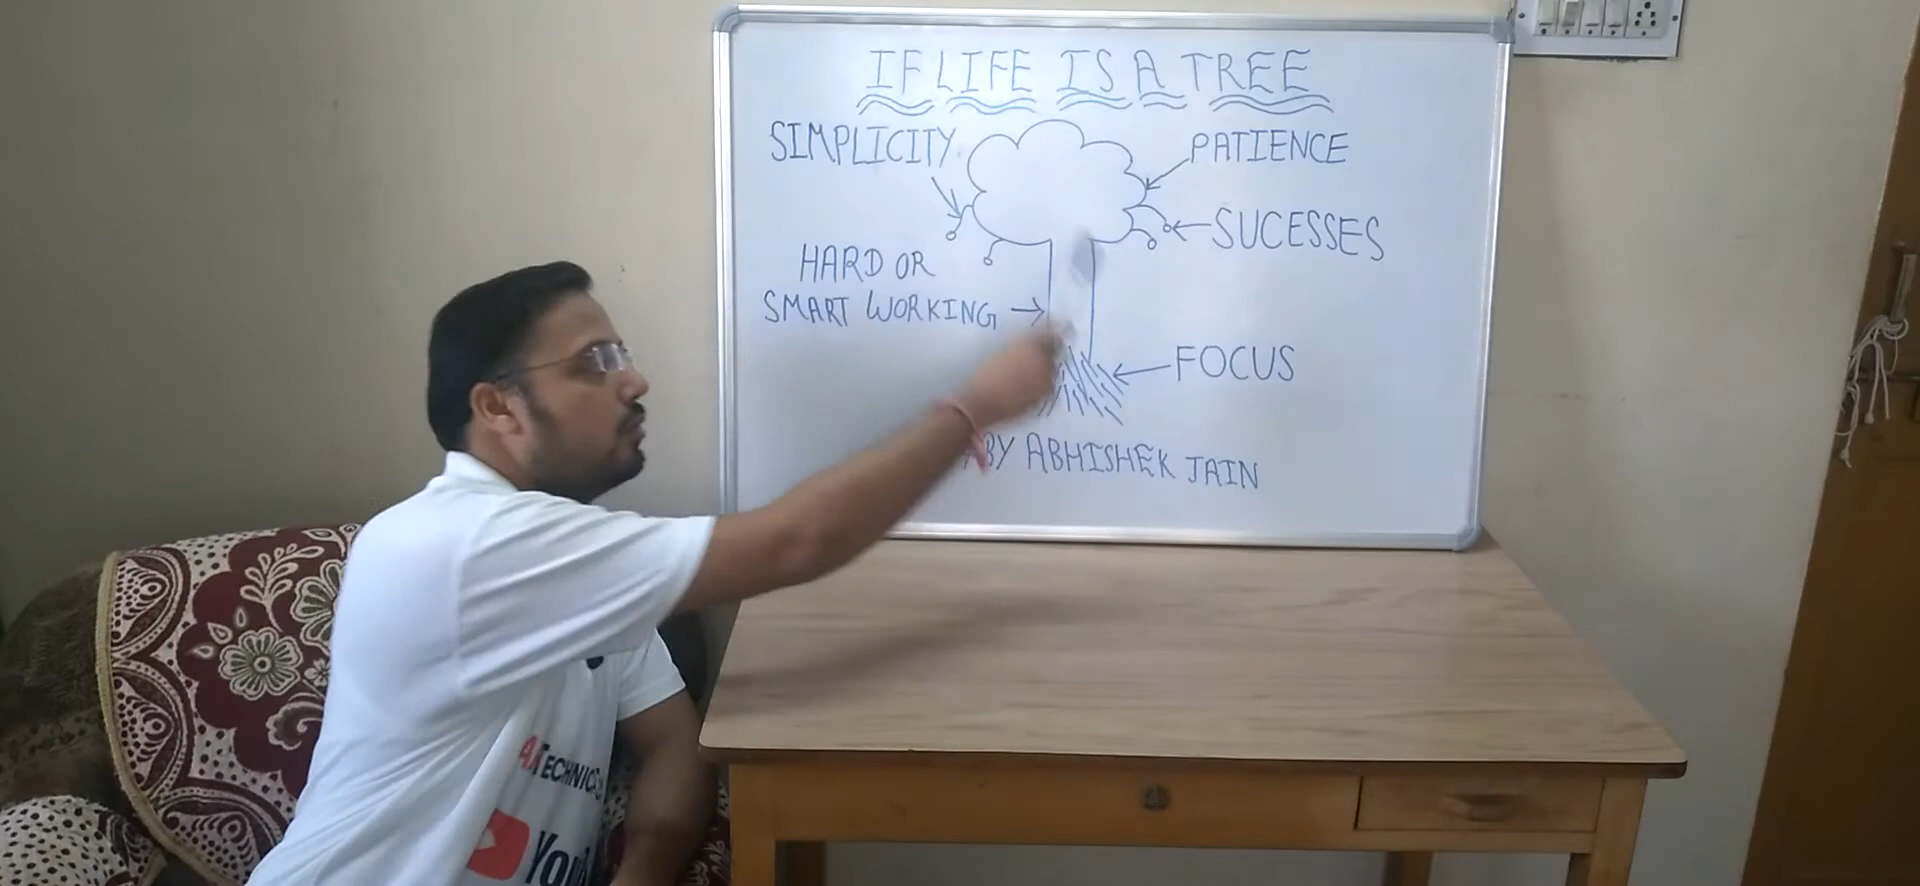 IF LIFE IS A TREE
SIMPLICITY
PATIENCE
SUCESSES
HARD OR
SMART WORKING
FOCUS
BY ABHISHEK JAIN